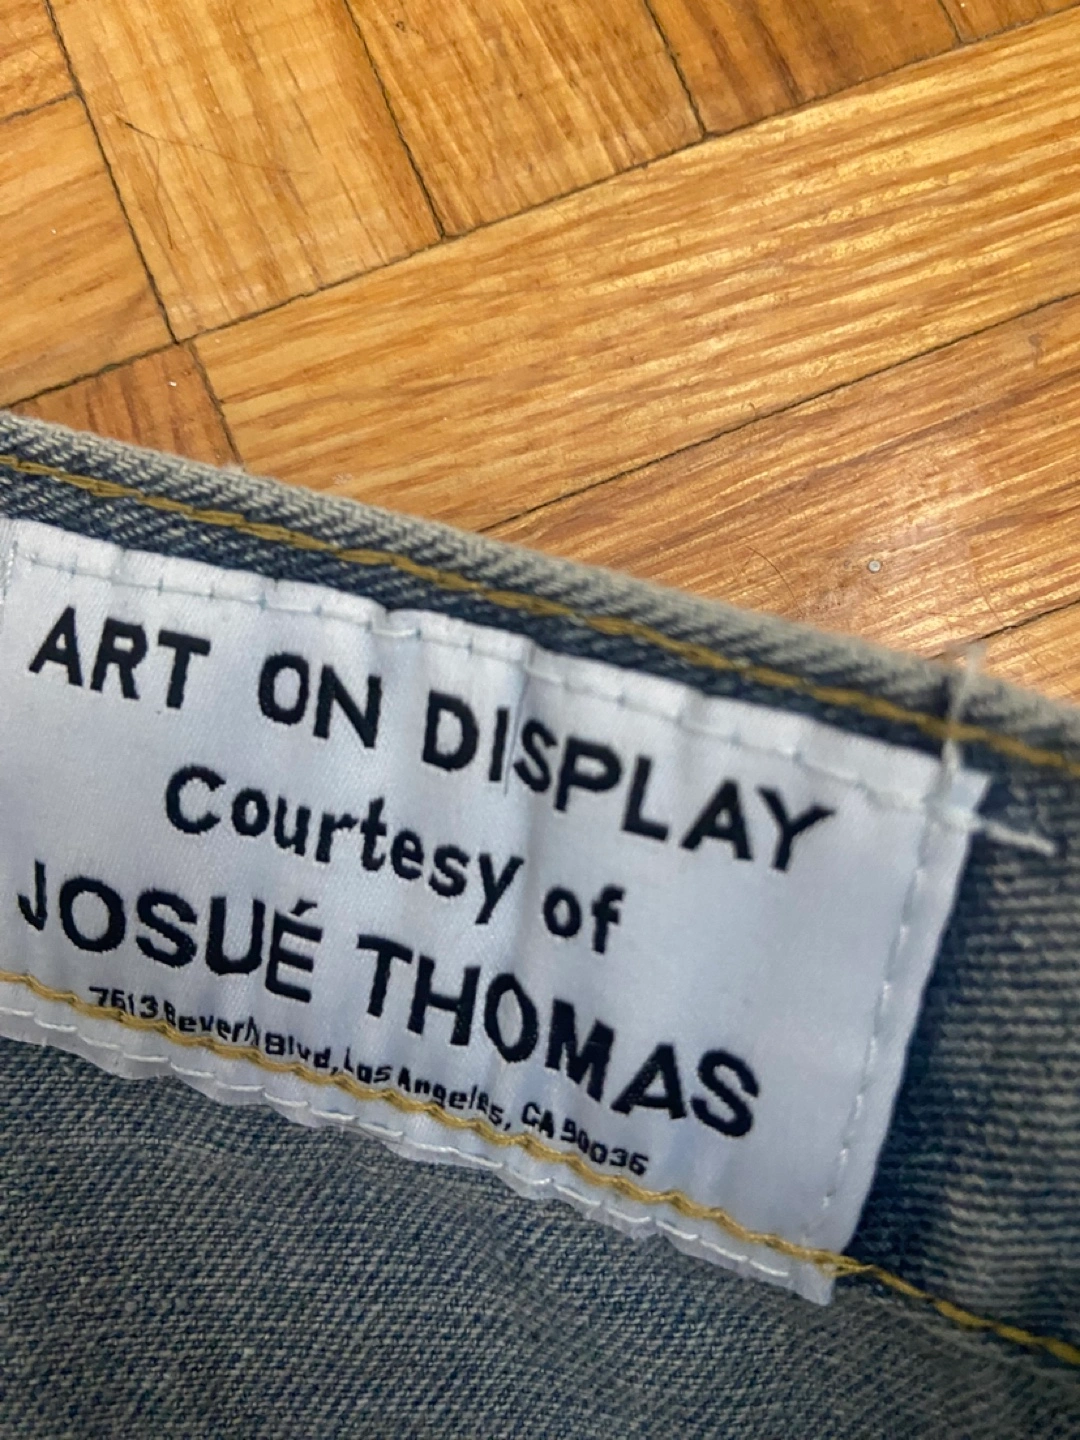 ART ON DISPLAY
Courtesy of
JOSUÉ THOMAS
7613 Beverly Blvd, Los Angeles, CA 90036